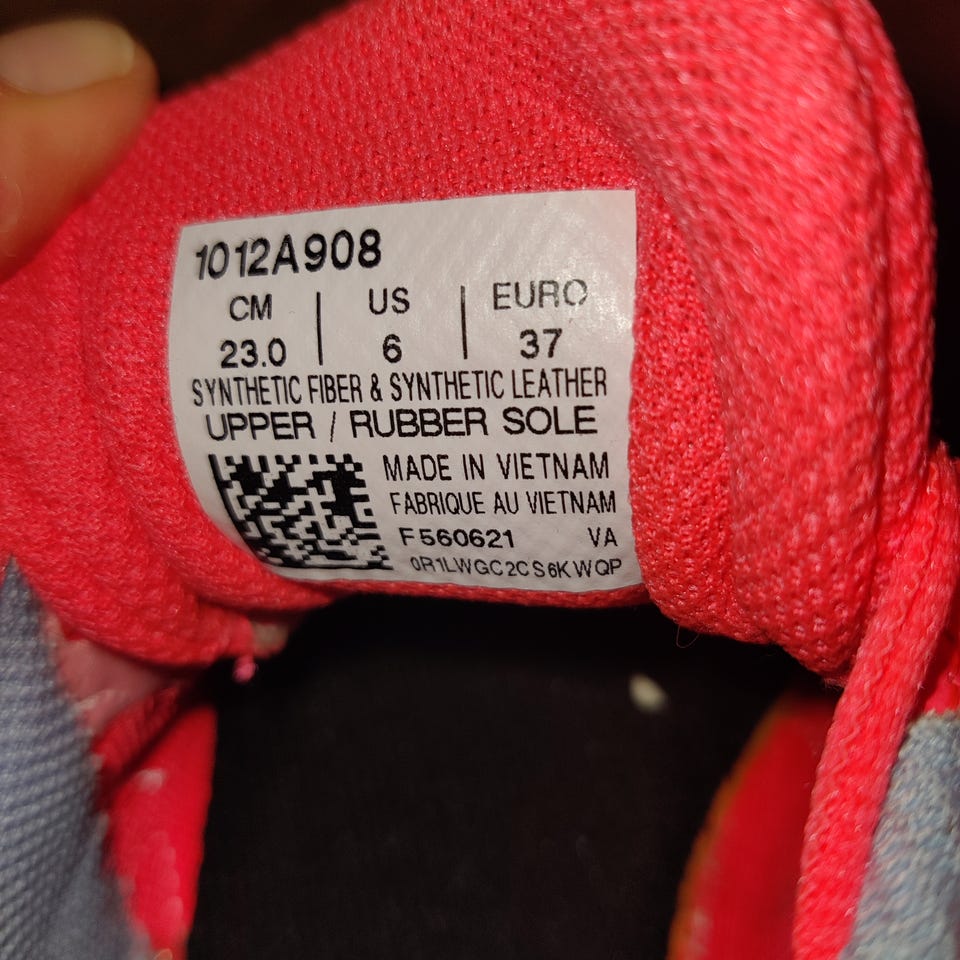 1012A908
CM | US | EURO
23.0 | 6 | 37
SYNTHETIC FIBER & SYNTHETIC LEATHER
UPPER / RUBBER SOLE
MADE IN VIETNAM
FABRIQUE AU VIETNAM
F560621 VA
0R1LWGC2CS6KWQP